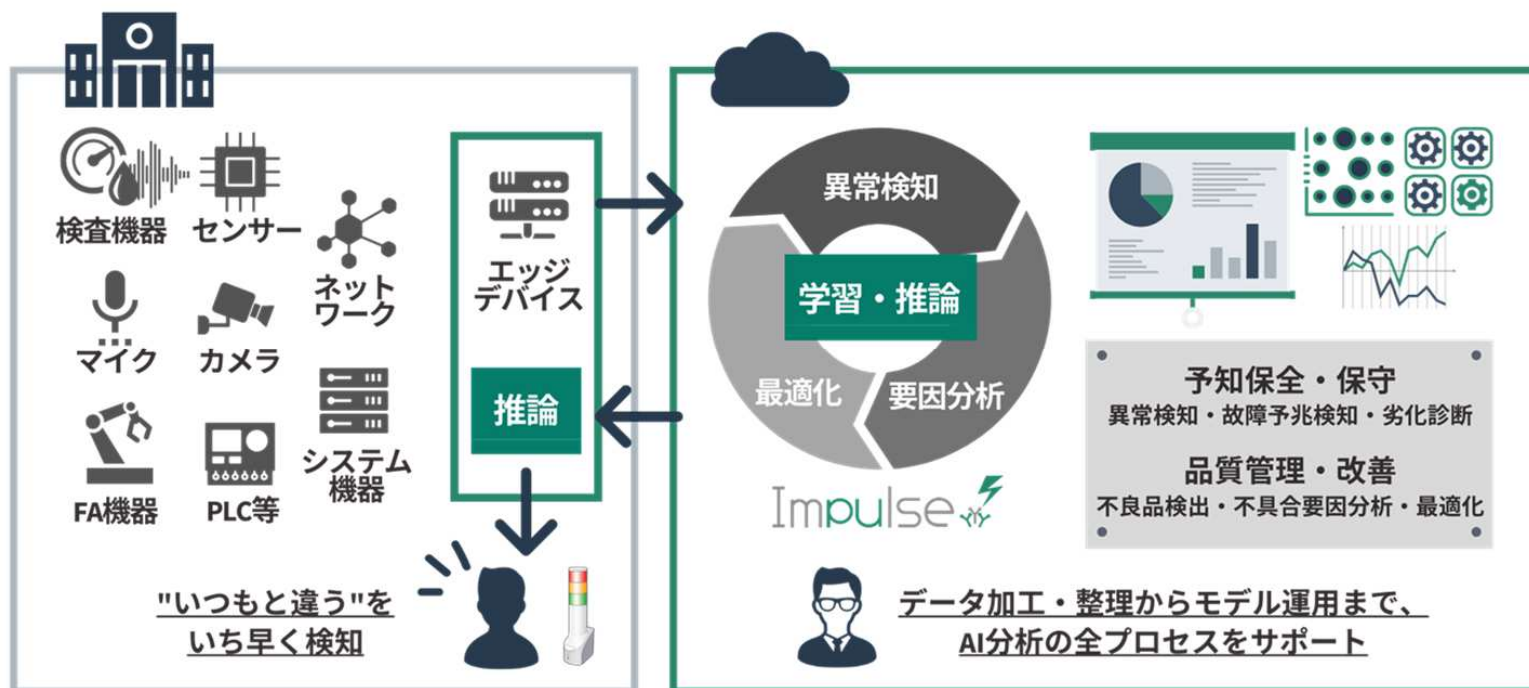 検査機器
センサー
ネット
ワーク
マイク
カメラ
FA機器
PLC等
システム
機器
エッジ
デバイス
推論
"いつもと違う"を
いち早く検知
異常検知
学習・推論
最適化
要因分析
Impulse
予知保全・保守
異常検知・故障予兆検知・劣化診断
品質管理・改善
不良品検出・不具合要因分析・最適化
データ加工・整理からモデル運用まで、
AI分析の全プロセスをサポート